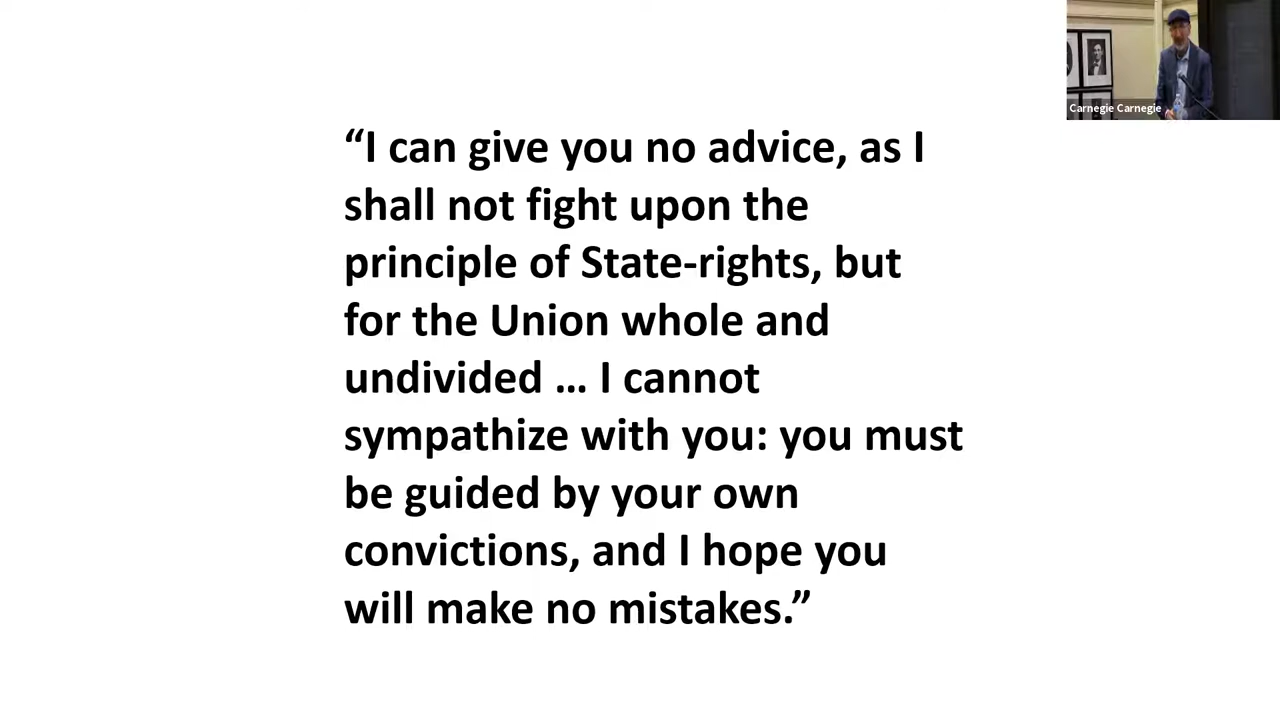 Carnegie Carnegie
“I can give you no advice, as I
shall not fight upon the
principle of State-rights, but
for the Union whole and
undivided … I cannot
sympathize with you: you must
be guided by your own
convictions, and I hope you
will make no mistakes.”